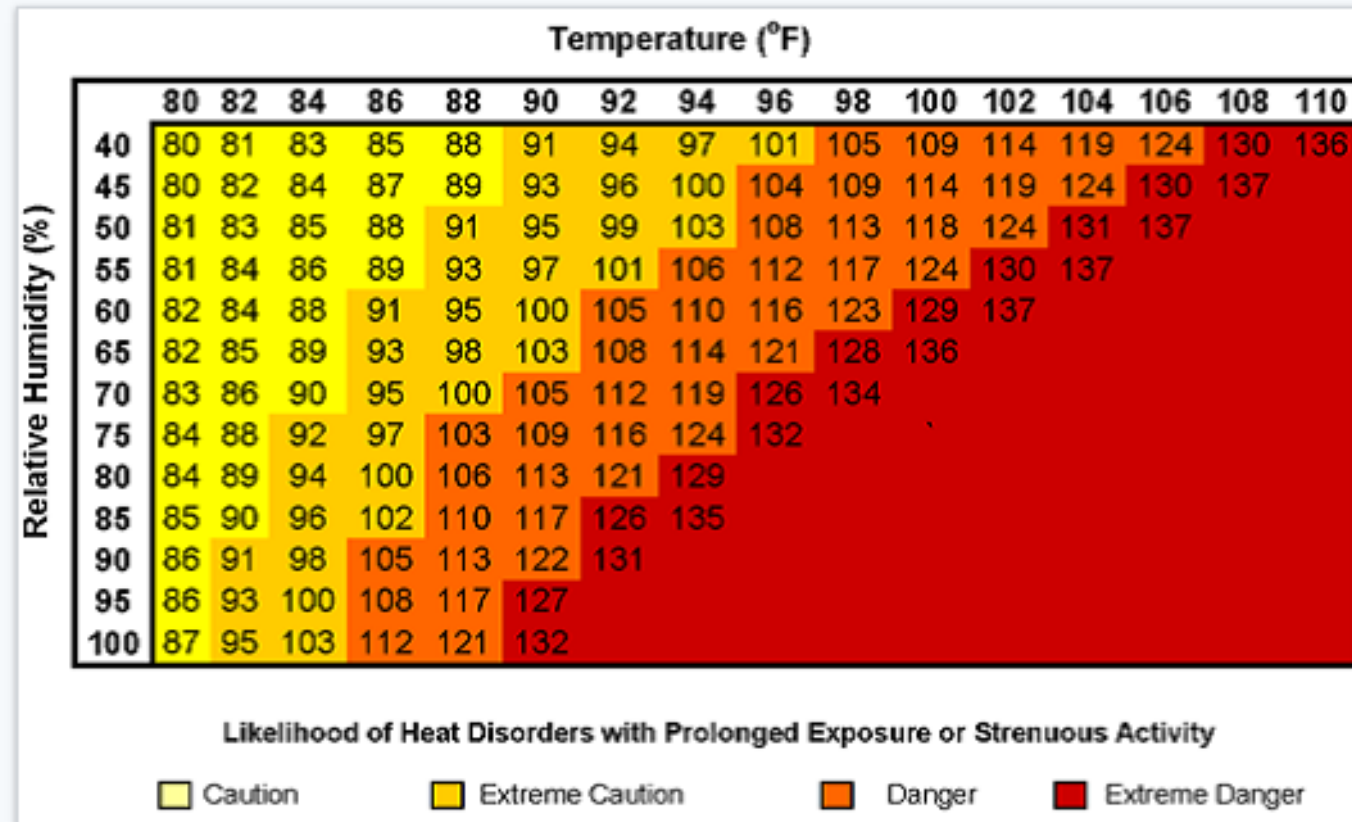 Temperature (°F)
80 82 84 86 88 90 92 94 96 98 100 102 104 106 108 110
Relative Humidity (%)
40 80 81 83 85 88 91 94 97 101 105 109 114 119 124 130 136
45 80 82 84 87 89 93 96 100 104 109 114 119 124 130 137
50 81 83 85 88 91 95 99 103 108 113 118 124 131 137
55 81 84 86 89 93 97 101 106 112 117 124 130 137
60 82 84 88 91 95 100 105 110 116 123 129 137
65 82 85 89 93 98 103 108 114 121 128 136
70 83 86 90 95 100 105 112 119 126 134
75 84 88 92 97 103 109 116 124 132
80 84 89 94 100 106 113 121 129
85 85 90 96 102 110 117 126 135
90 86 91 98 105 113 122 131
95 86 93 100 108 117 127
100 87 95 103 112 121 132
Likelihood of Heat Disorders with Prolonged Exposure or Strenuous Activity
Caution Extreme Caution Danger Extreme Danger